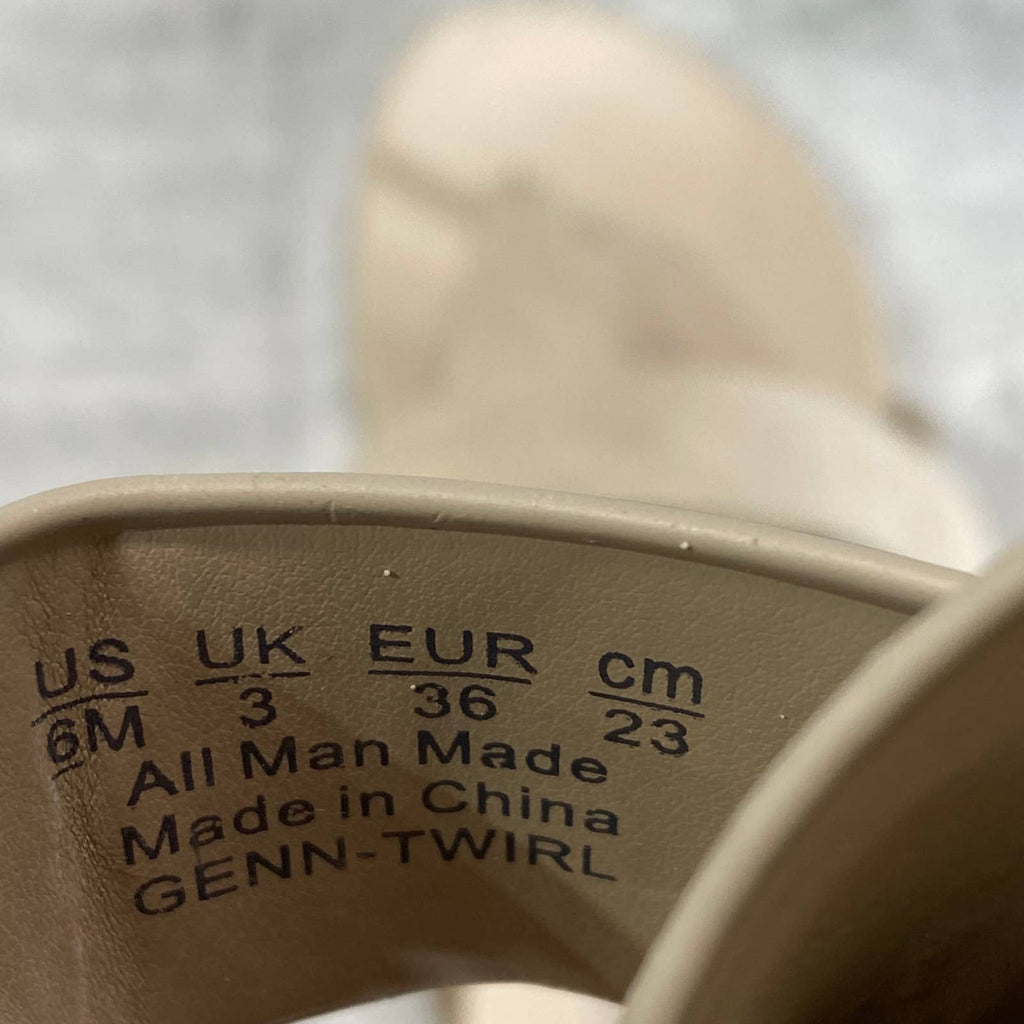 US UK EUR cm
6M 3 36 23
All Man Made
Made in China
GENN-TWIRL